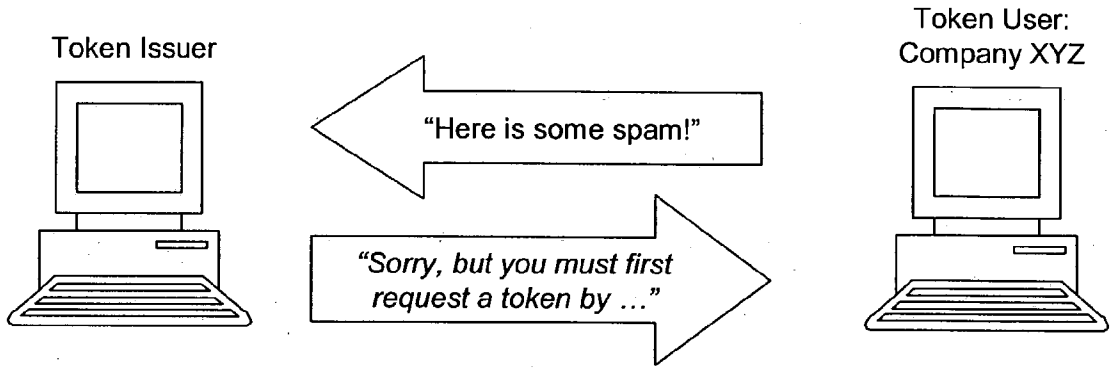 Token Issuer
Token User:
Company XYZ
“Here is some spam!”
“Sorry, but you must first
request a token by …”